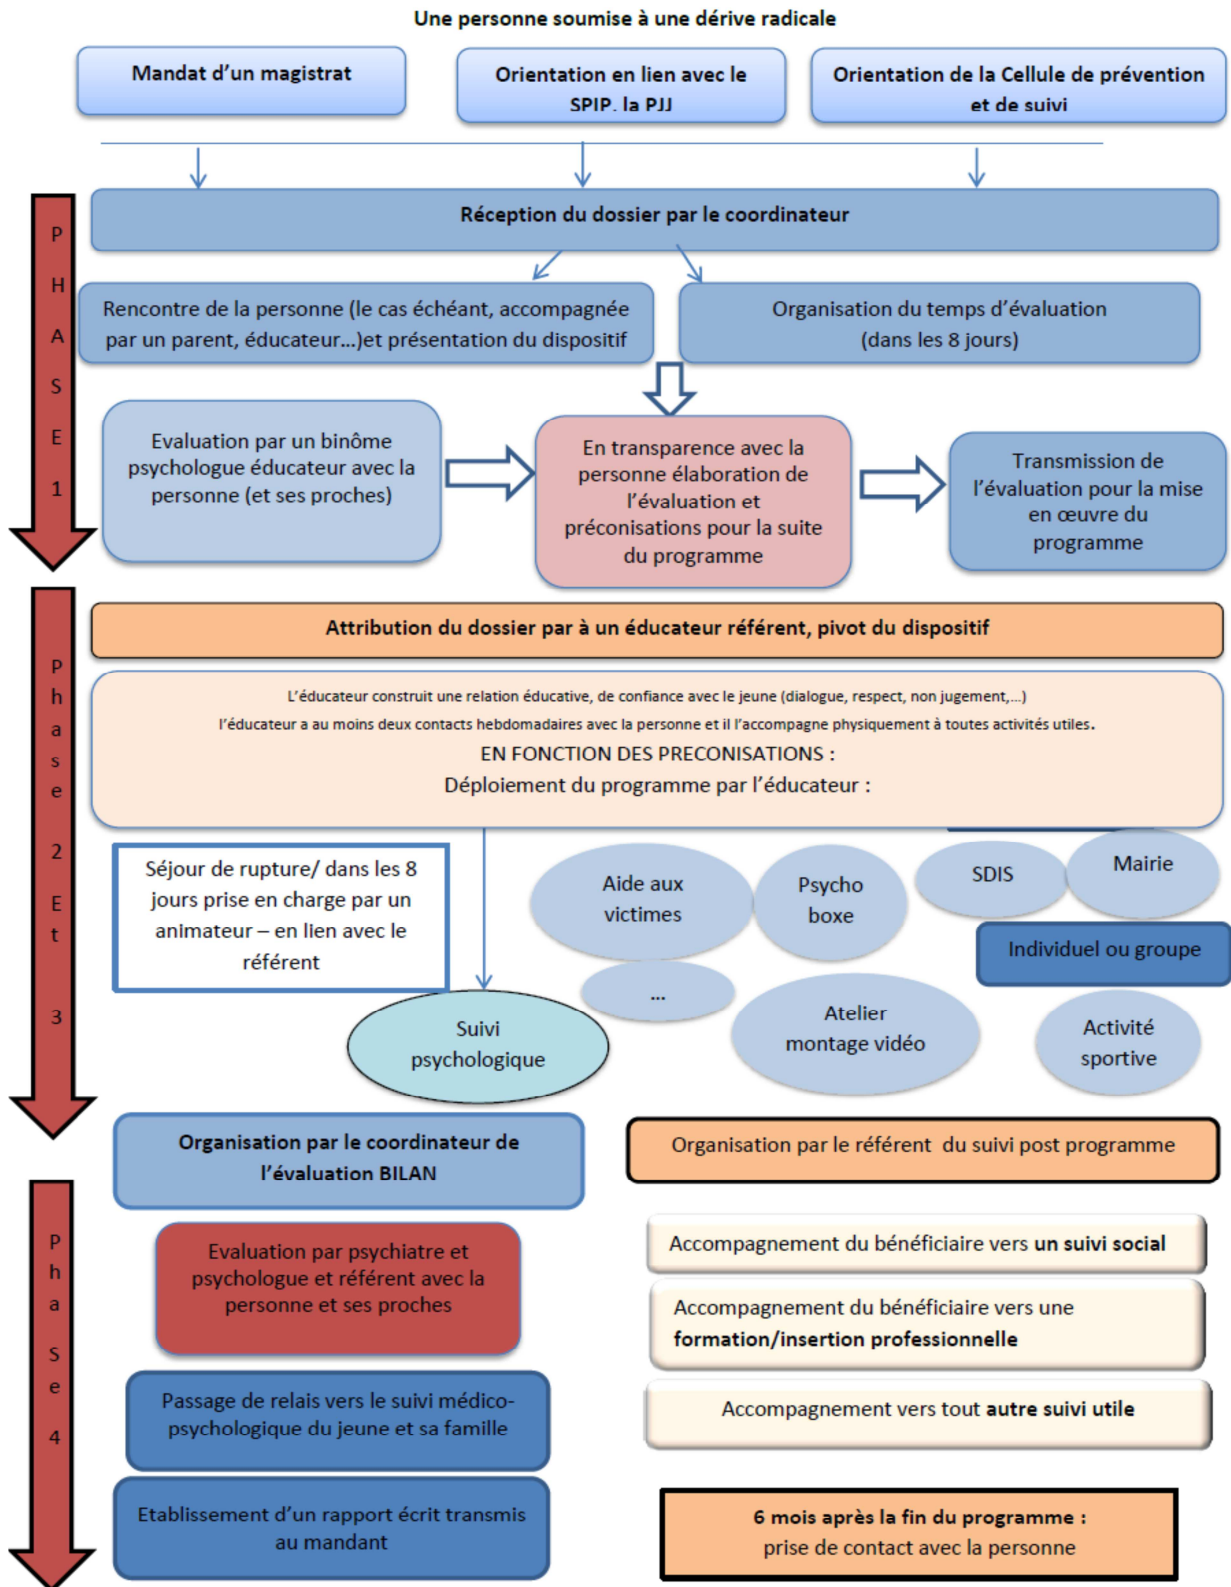 Une personne soumise à une dérive radicale
Mandat d'un magistrat
Orientation en lien avec le
SPIP, la PJJ
Orientation de la Cellule de prévention
et de suivi
PHASE 1
Réception du dossier par le coordinateur
Rencontre de la personne (le cas échéant, accompagnée
par un parent, éducateur...)et présentation du dispositif
Organisation du temps d'évaluation
(dans les 8 jours)
Evaluation par un binôme
psychologue éducateur avec la
personne (et ses proches)
En transparence avec la
personne élaboration de
l'évaluation et
préconisations pour la suite
du programme
Transmission de
l'évaluation pour la mise
en œuvre du
programme
Phase 2 Et 3
Attribution du dossier par à un éducateur référent, pivot du dispositif
L'éducateur construit une relation éducative, de confiance avec le jeune (dialogue, respect, non jugement,...)
l'éducateur a au moins deux contacts hebdomadaires avec la personne et il l'accompagne physiquement à toutes activités utiles.
EN FONCTION DES PRECONISATIONS :
Déploiement du programme par l'éducateur :
Séjour de rupture/ dans les 8
jours prise en charge par un
animateur – en lien avec le
référent
Aide aux
victimes
Psycho
boxe
SDIS
Mairie
Individuel ou groupe
...
Suivi
psychologique
Atelier
montage vidéo
Activité
sportive
PhaSe 4
Organisation par le coordinateur de
l'évaluation BILAN
Evaluation par psychiatre et
psychologue et référent avec la
personne et ses proches
Passage de relais vers le suivi médico-
psychologique du jeune et sa famille
Etablissement d'un rapport écrit transmis
au mandant
Organisation par le référent du suivi post programme
Accompagnement du bénéficiaire vers un suivi social
Accompagnement du bénéficiaire vers une
formation/insertion professionnelle
Accompagnement vers tout autre suivi utile
6 mois après la fin du programme :
prise de contact avec la personne